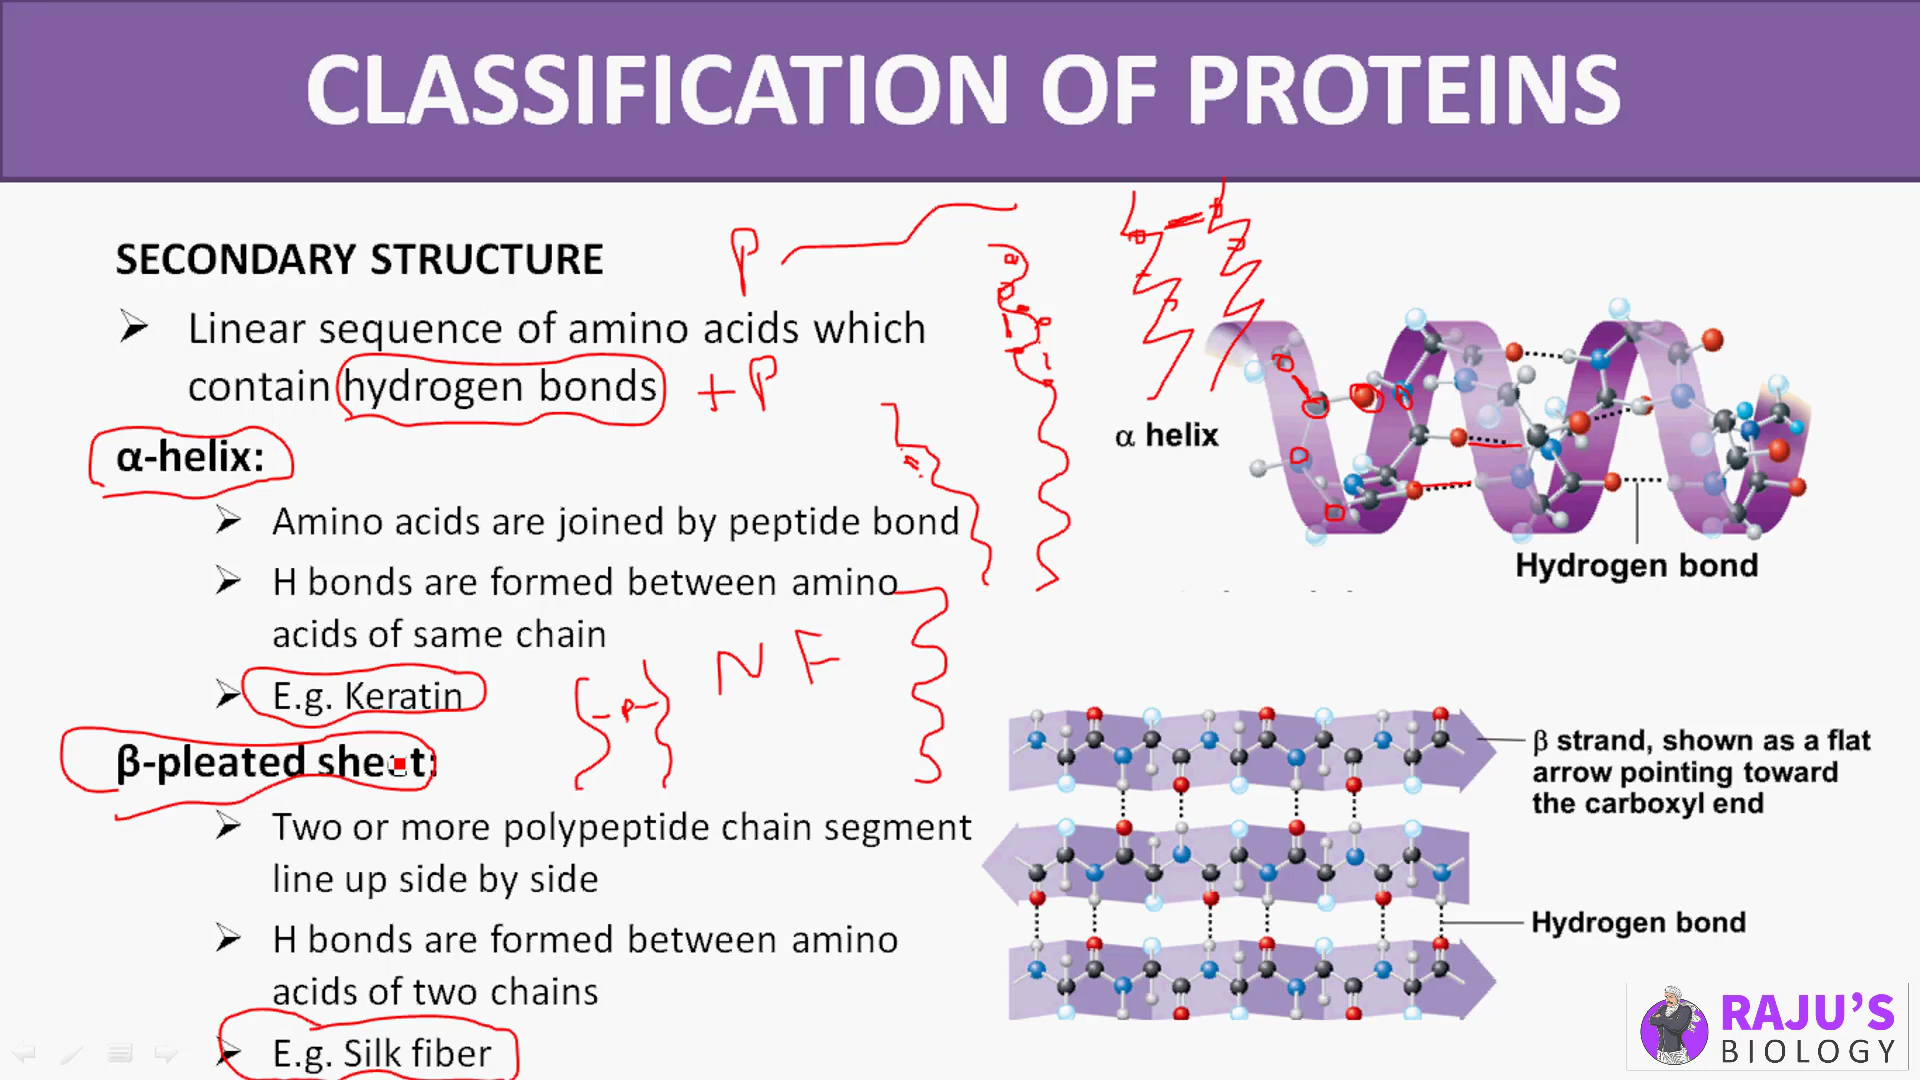 CLASSIFICATION OF PROTEINS
SECONDARY STRUCTURE
Linear sequence of amino acids which
contain hydrogen bonds + P
P
α-helix:
Amino acids are joined by peptide bond
H bonds are formed between amino
acids of same chain
E.g. Keratin
N F
P
β-pleated sheet:
Two or more polypeptide chain segment
line up side by side
H bonds are formed between amino
acids of two chains
E.g. Silk fiber
α helix
Hydrogen bond
β strand, shown as a flat
arrow pointing toward
the carboxyl end
Hydrogen bond
RAJU'S
BIOLOGY